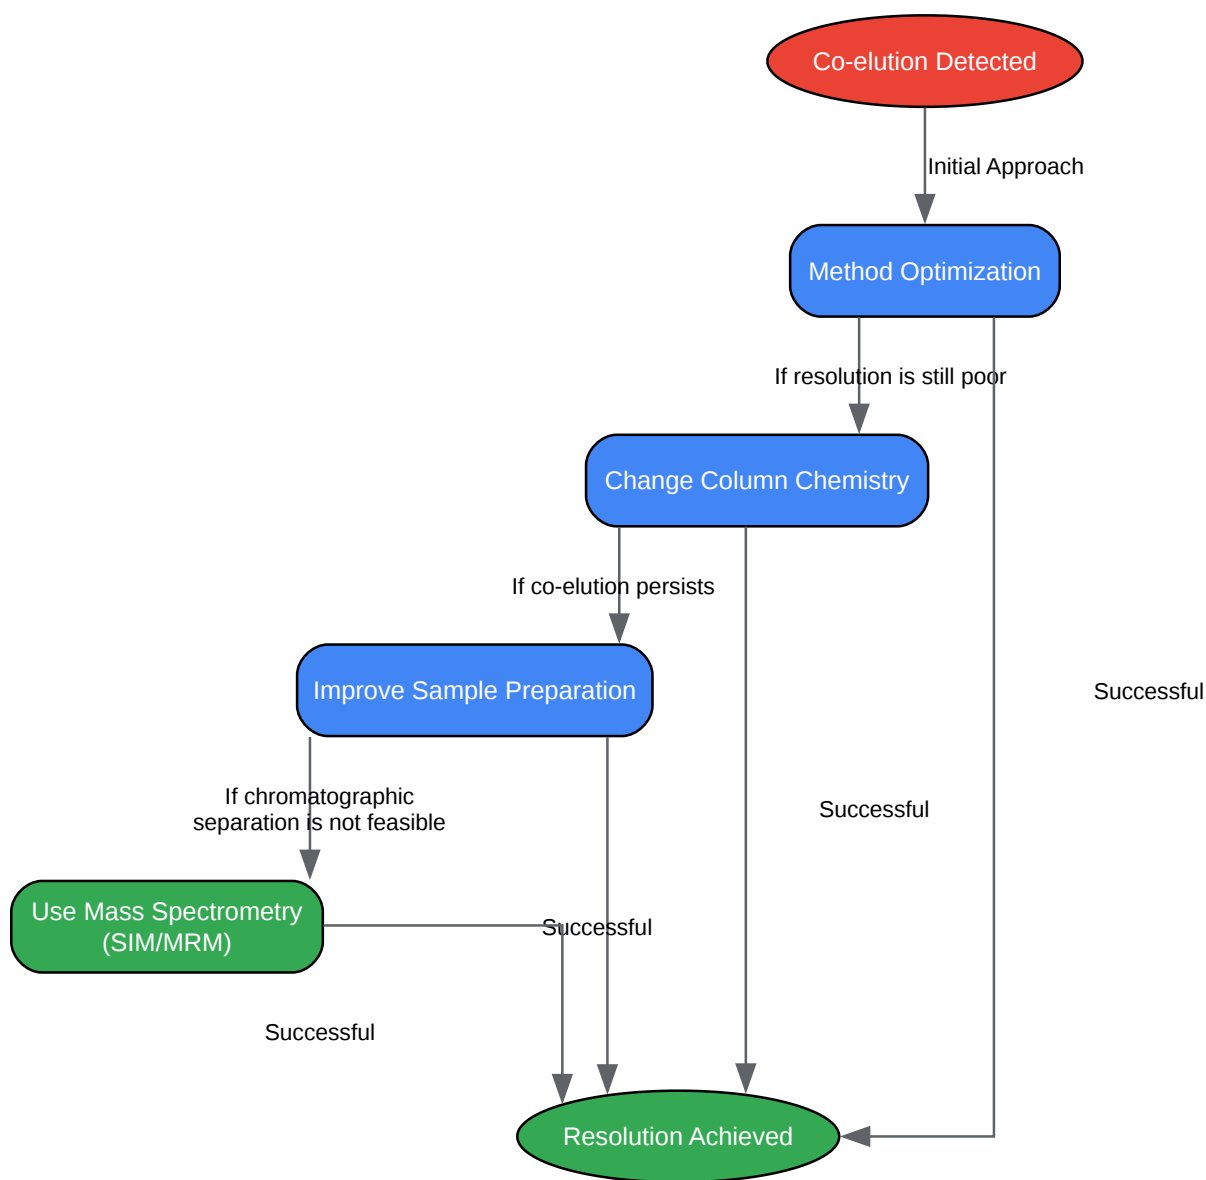 Co-elution Detected
Initial Approach
Method Optimization
If resolution is still poor
Change Column Chemistry
If co-elution persists
Improve Sample Preparation
Successful
If chromatographic
separation is not feasible
Successful
Use Mass Spectrometry
(SIM/MRM)
Successful
Successful
Resolution Achieved